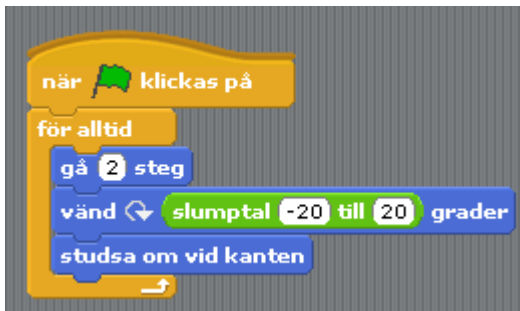 när klickas på
för alltid
gå 2 steg
vänd slumptal -20 till 20 grader
studsa om vid kanten